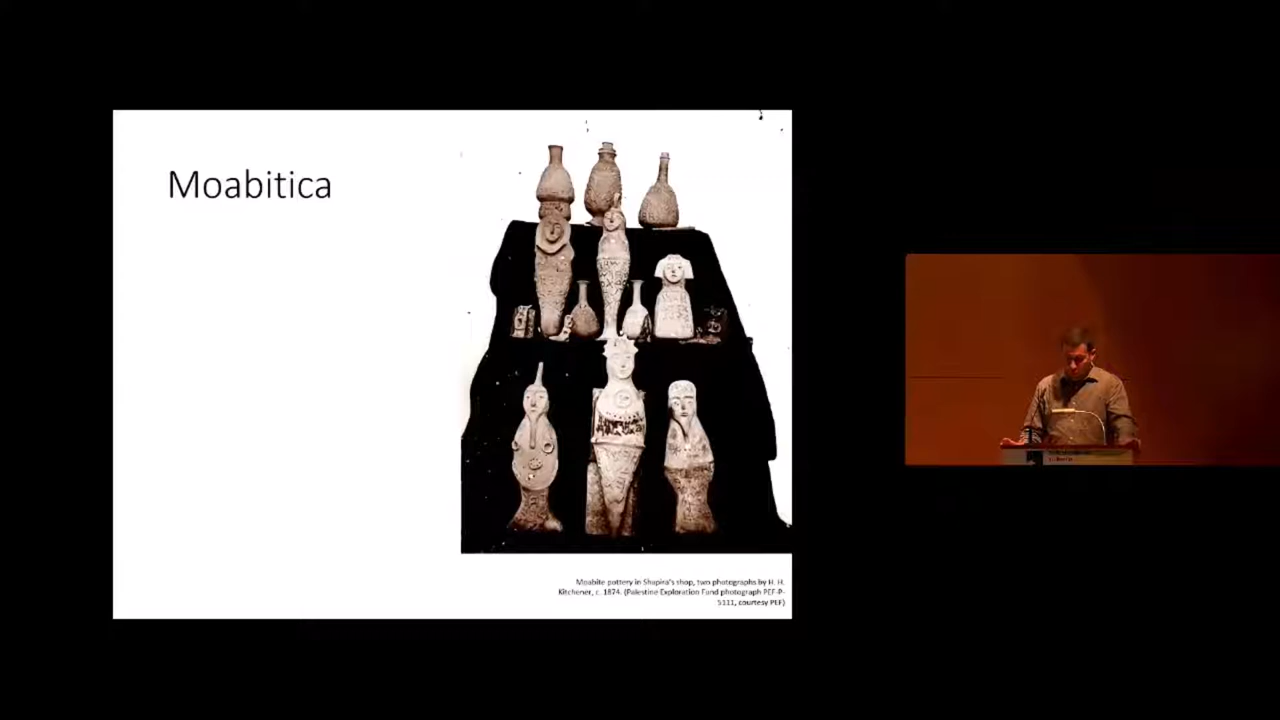 Moabitica
Moabite pottery in Shapira's shop, two photographs by H. H.
Kitchener, c. 1874. (Palestine Exploration Fund photograph PEF-P-
5111, courtesy PEF)